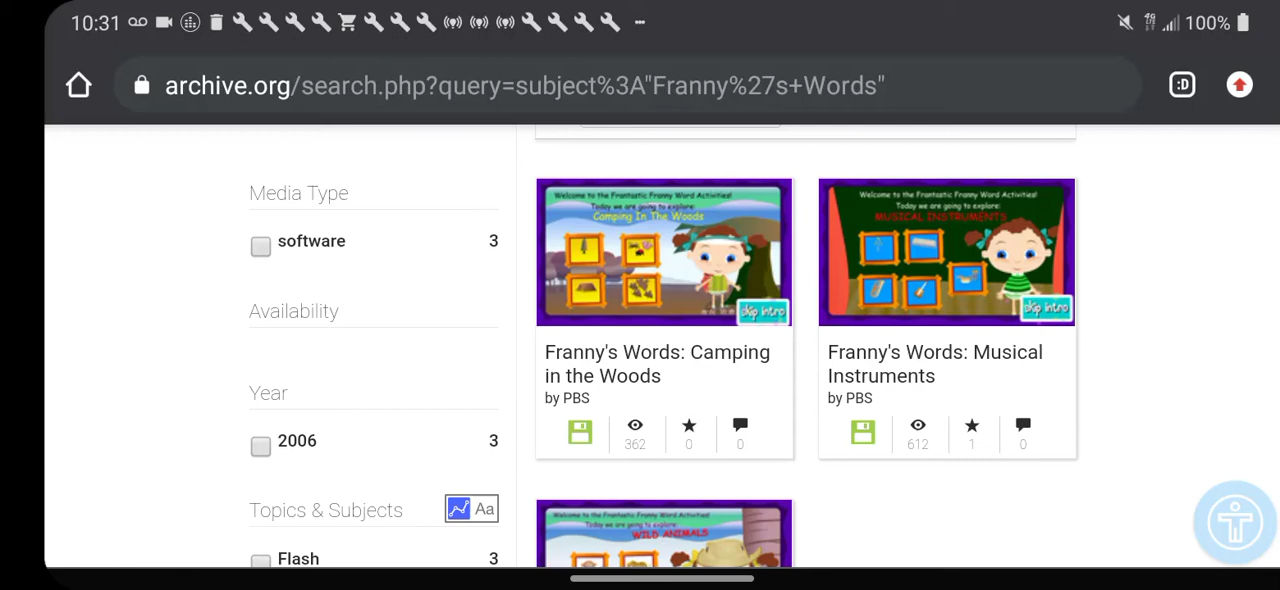 10:31 4G 100%
archive.org/search.php?query=subject%3A"Franny%27s+Words" :D
Media Type
software 3
Availability
Year
2006 3
Topics & Subjects Aa
Flash 3
Welcome to the Frantastic Franny Word Activities!
Today we are going to explore:
Camping In The Woods
skip intro
Franny's Words: Camping
in the Woods
by PBS
362 0 0
Welcome to the Frantastic Franny Word Activities!
Today we are going to explore:
MUSICAL INSTRUMENTS
skip intro
Franny's Words: Musical
Instruments
by PBS
612 1 0
Welcome to the Frantastic Franny Word Activities!
Today we are going to explore:
WILD ANIMALS